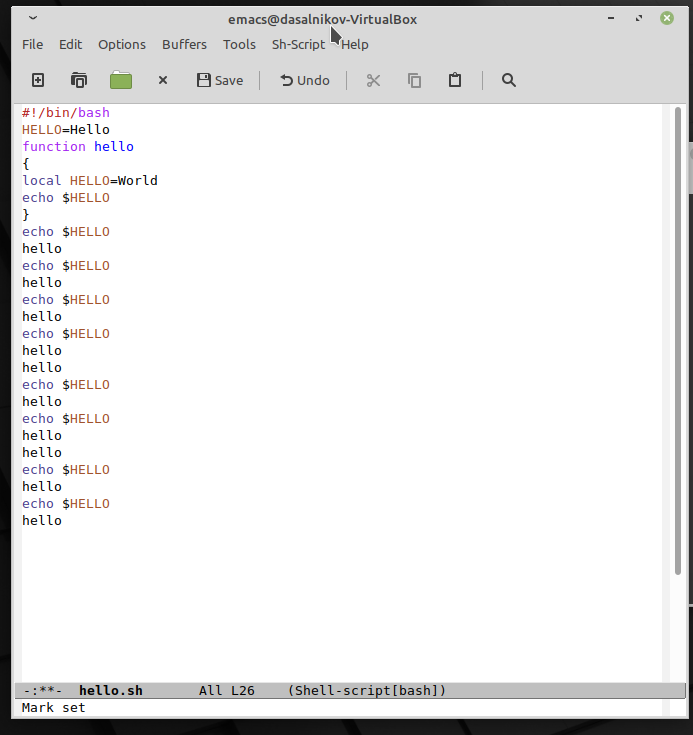 emacs@dasalnikov-VirtualBox
File Edit Options Buffers Tools Sh-Script Help
Save Undo
#!/bin/bash
HELLO=Hello
function hello
{
local HELLO=World
echo $HELLO
}
echo $HELLO
hello
echo $HELLO
hello
echo $HELLO
hello
echo $HELLO
hello
hello
echo $HELLO
hello
echo $HELLO
hello
hello
echo $HELLO
hello
echo $HELLO
hello
-:**-  hello.sh       All L26    (Shell-script[bash])
Mark set